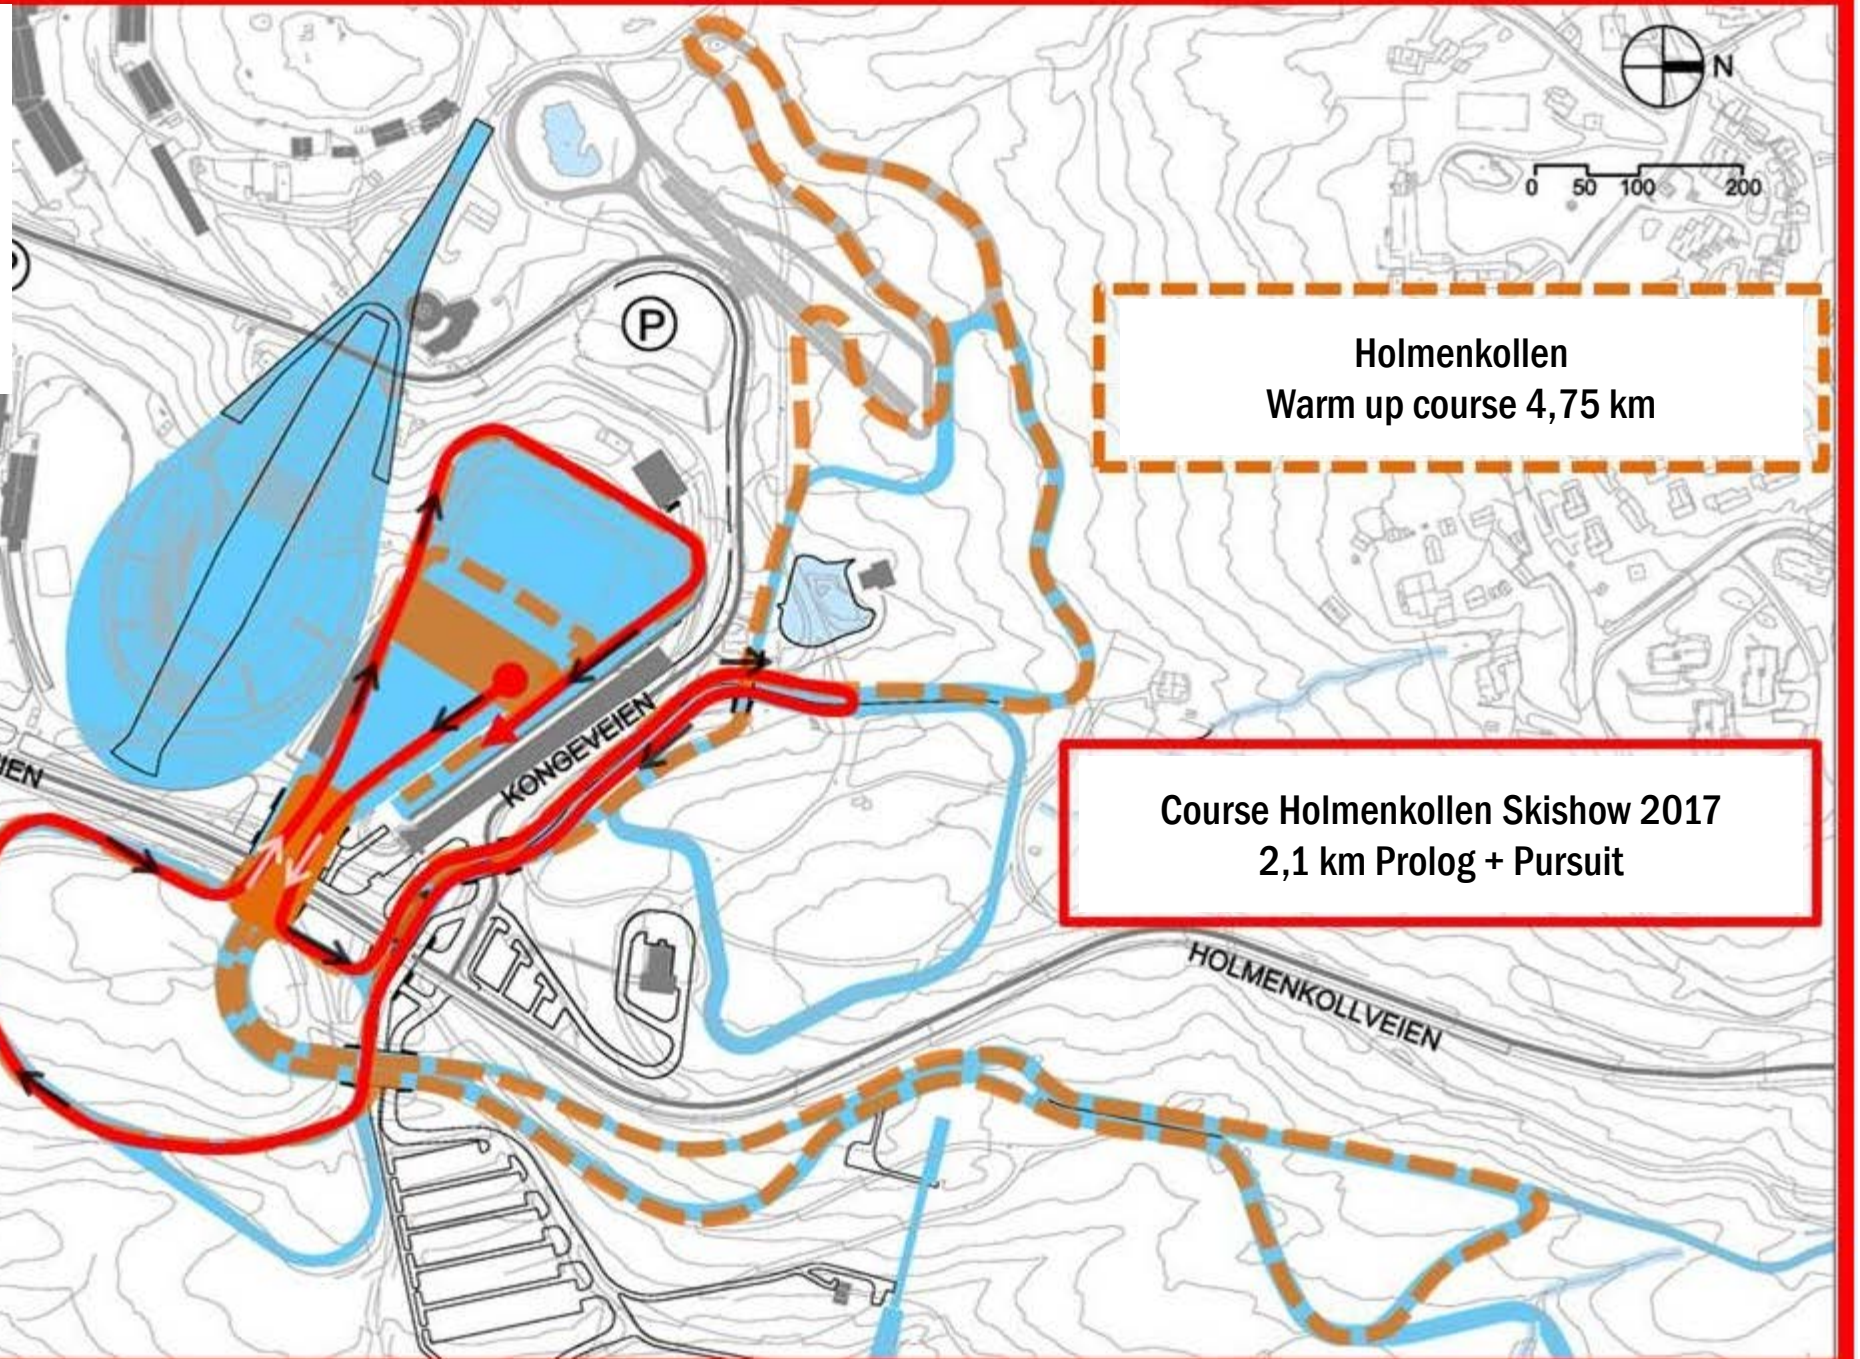 N
0 50 100 200
P
Holmenkollen
Warm up course 4,75 km
KONGEVEIEN
IEN
Course Holmenkollen Skishow 2017
2,1 km Prolog + Pursuit
HOLMENKOLLVEIEN